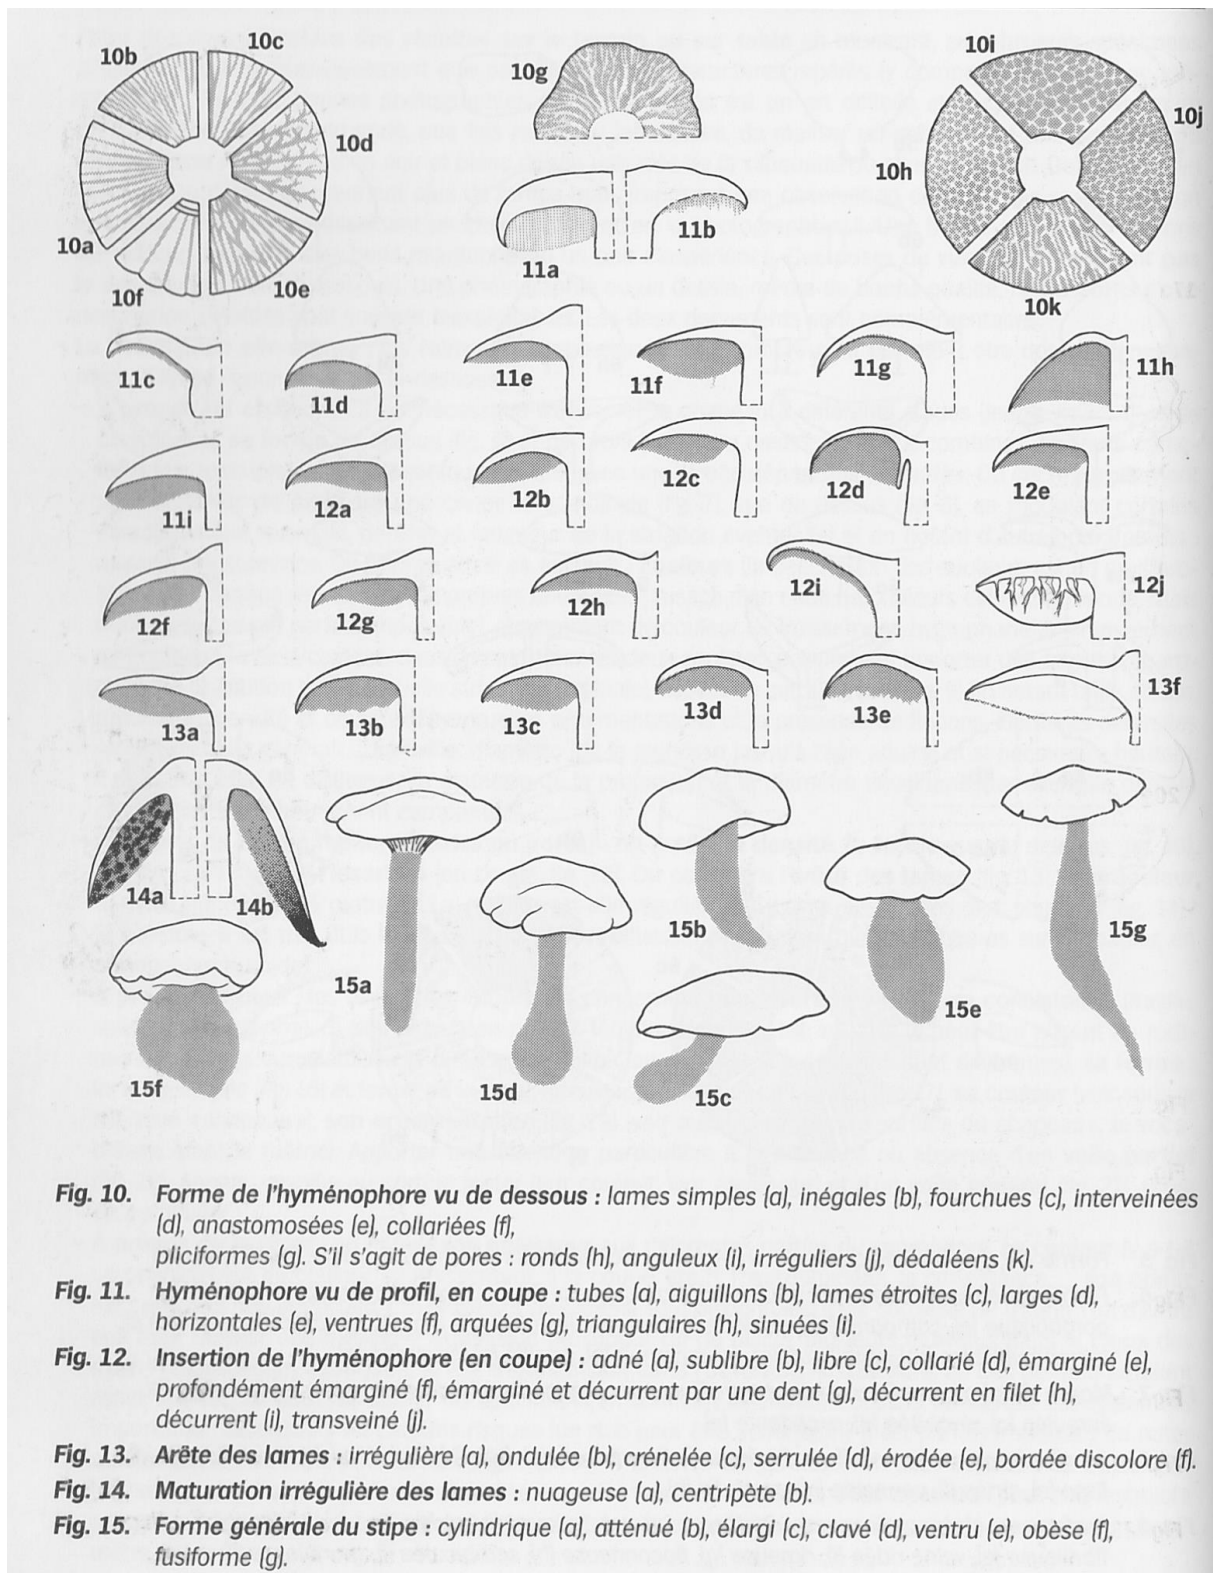 10b
10c
10d
10a
10f
10e
10g
11a
11b
10i
10j
10h
10k
11c
11d
11e
11f
11g
11h
11i
12a
12b
12c
12d
12e
12f
12g
12h
12i
12j
13a
13b
13c
13d
13e
13f
14a
14b
15a
15b
15c
15d
15e
15f
15g
Fig. 10. Forme de l'hyménophore vu de dessous : lames simples (a), inégales (b), fourchues (c), interveinées
(d), anastomosées (e), collariées (f),
pliciformes (g). S'il s'agit de pores : ronds (h), anguleux (i), irréguliers (j), dédaléens (k).
Fig. 11. Hyménophore vu de profil, en coupe : tubes (a), aiguillons (b), lames étroites (c), larges (d),
horizontales (e), ventrues (f), arquées (g), triangulaires (h), sinuées (i).
Fig. 12. Insertion de l'hyménophore (en coupe) : adné (a), sublibre (b), libre (c), collarié (d), émarginé (e),
profondément émarginé (f), émarginé et décurrent par une dent (g), décurrent en filet (h),
décurrent (i), transveiné (j).
Fig. 13. Arête des lames : irrégulière (a), ondulée (b), crénelée (c), serrulée (d), érodée (e), bordée discolore (f).
Fig. 14. Maturation irrégulière des lames : nuageuse (a), centripète (b).
Fig. 15. Forme générale du stipe : cylindrique (a), atténué (b), élargi (c), clavé (d), ventru (e), obèse (f),
fusiforme (g).